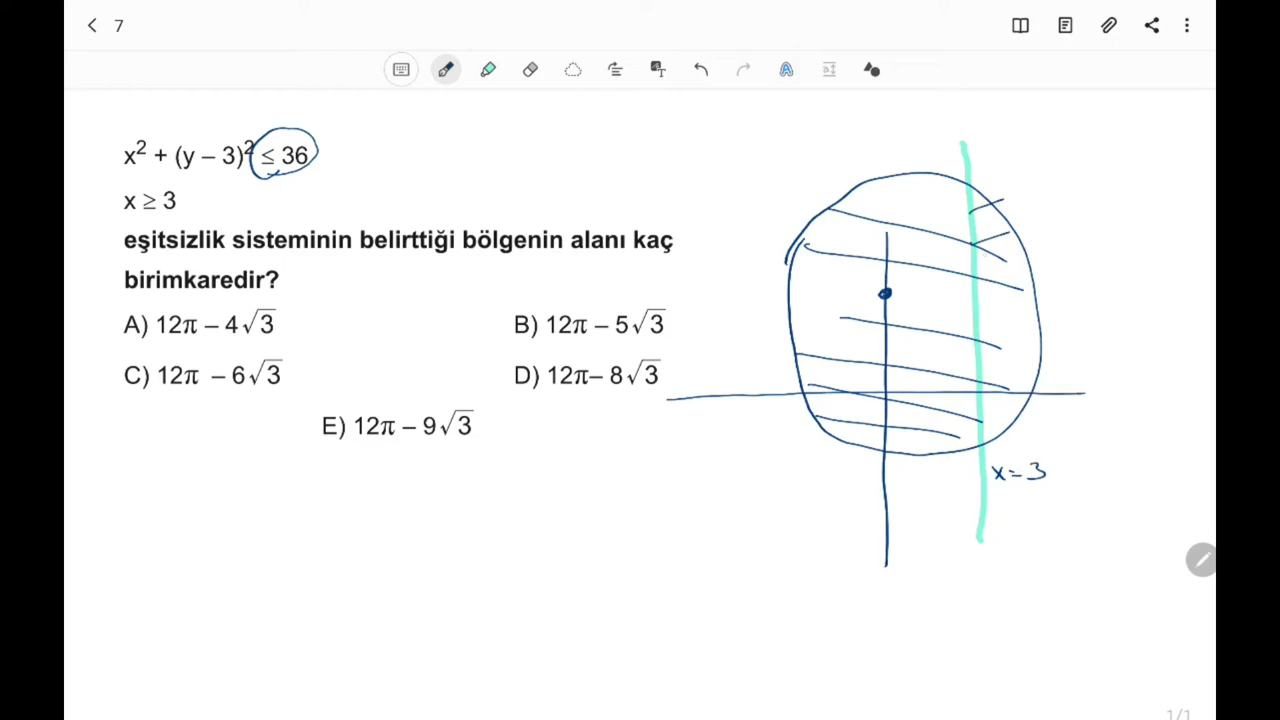 7
x² + (y – 3)² ≤ 36
x ≥ 3
eşitsizlik sisteminin belirttiği bölgenin alanı kaç
birimkaredir?
A) 12π – 4√3 B) 12π – 5√3
C) 12π – 6√3 D) 12π– 8√3
E) 12π – 9√3
x = 3
1/1